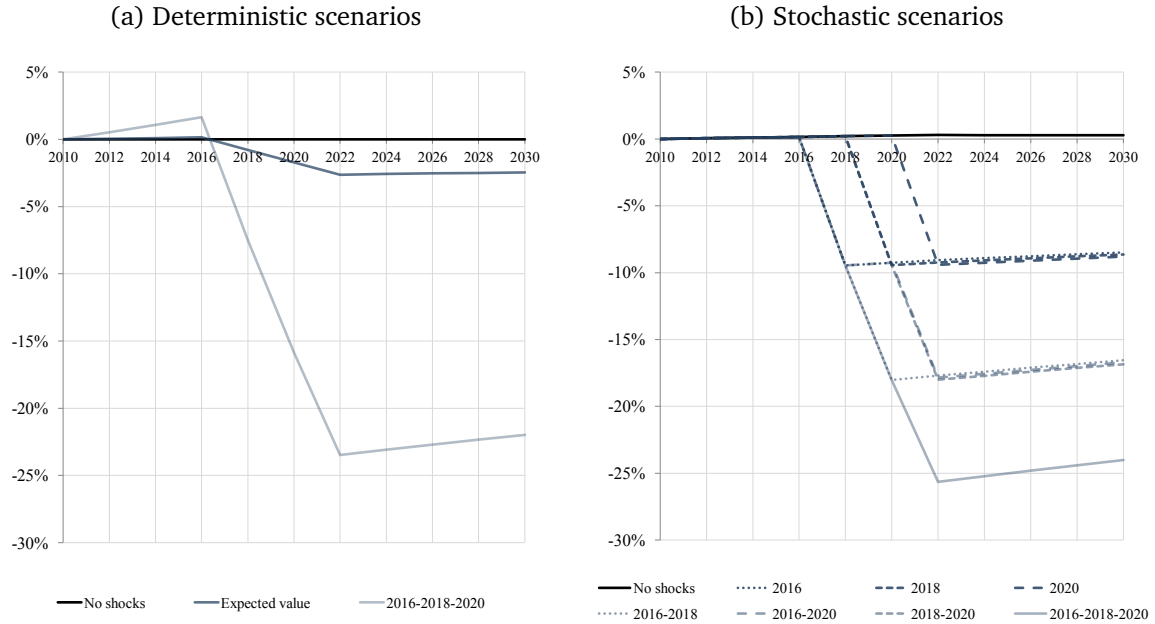 (a) Deterministic scenarios
5%
0%
2010 2012 2014 2016 2018 2020 2022 2024 2026 2028 2030
-5%
-10%
-15%
-20%
-25%
-30%
No shocks Expected value 2016-2018-2020
(b) Stochastic scenarios
5%
0%
2010 2012 2014 2016 2018 2020 2022 2024 2026 2028 2030
-5%
-10%
-15%
-20%
-25%
-30%
No shocks 2016 2018 2020
2016-2018 2016-2020 2018-2020 2016-2018-2020